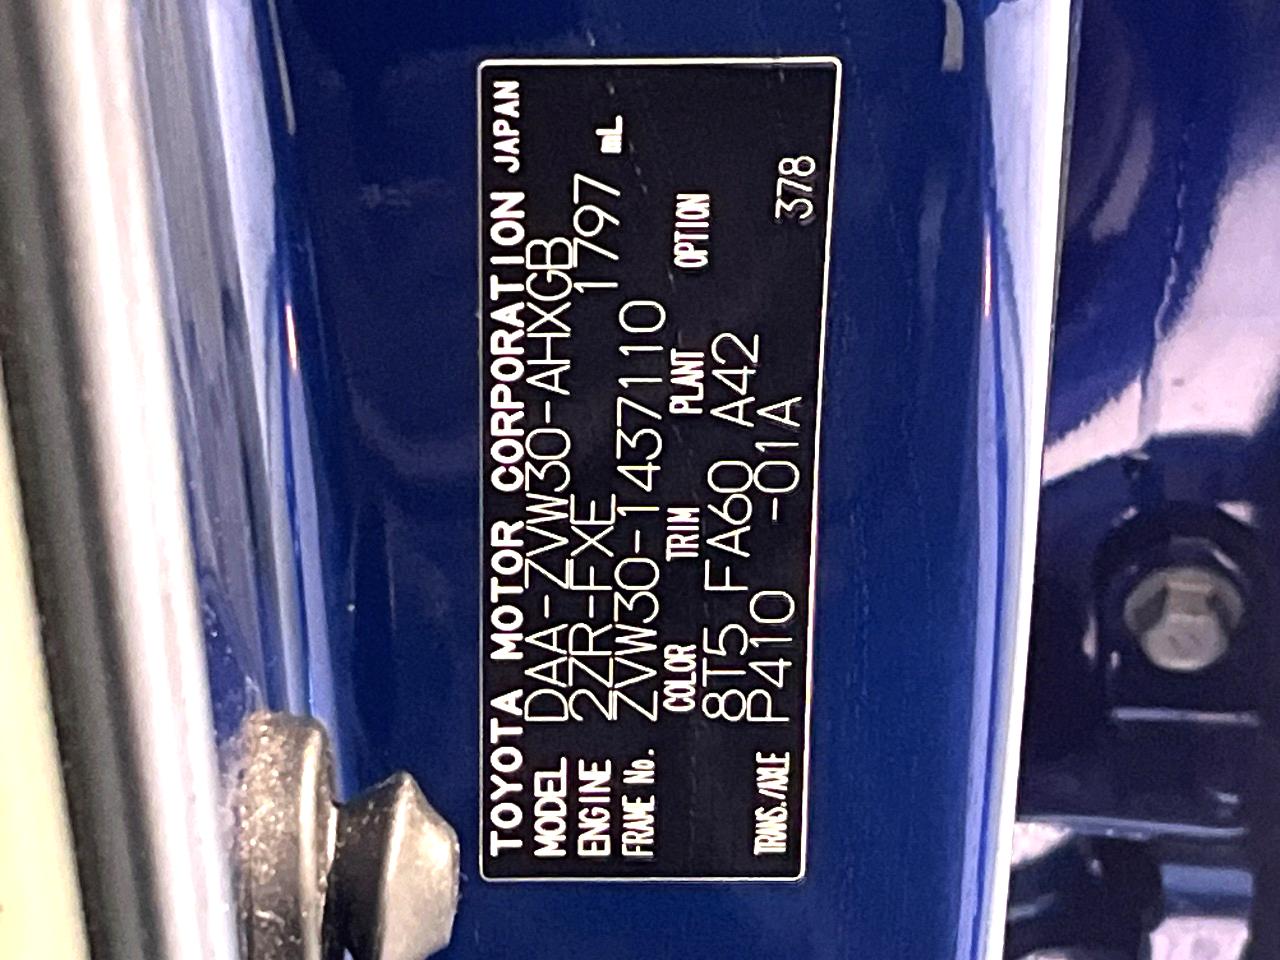 TOYOTA MOTOR CORPORATION JAPAN
MODEL DAA-ZVW30-AHXGB
ENGINE 2ZR-FXE 1797 mL
FRAME No. ZVW30-1437110
COLOR TRIM PLANT OPTION
8T5 FA60 A42
TRANS./AXLE P410 -01A 378